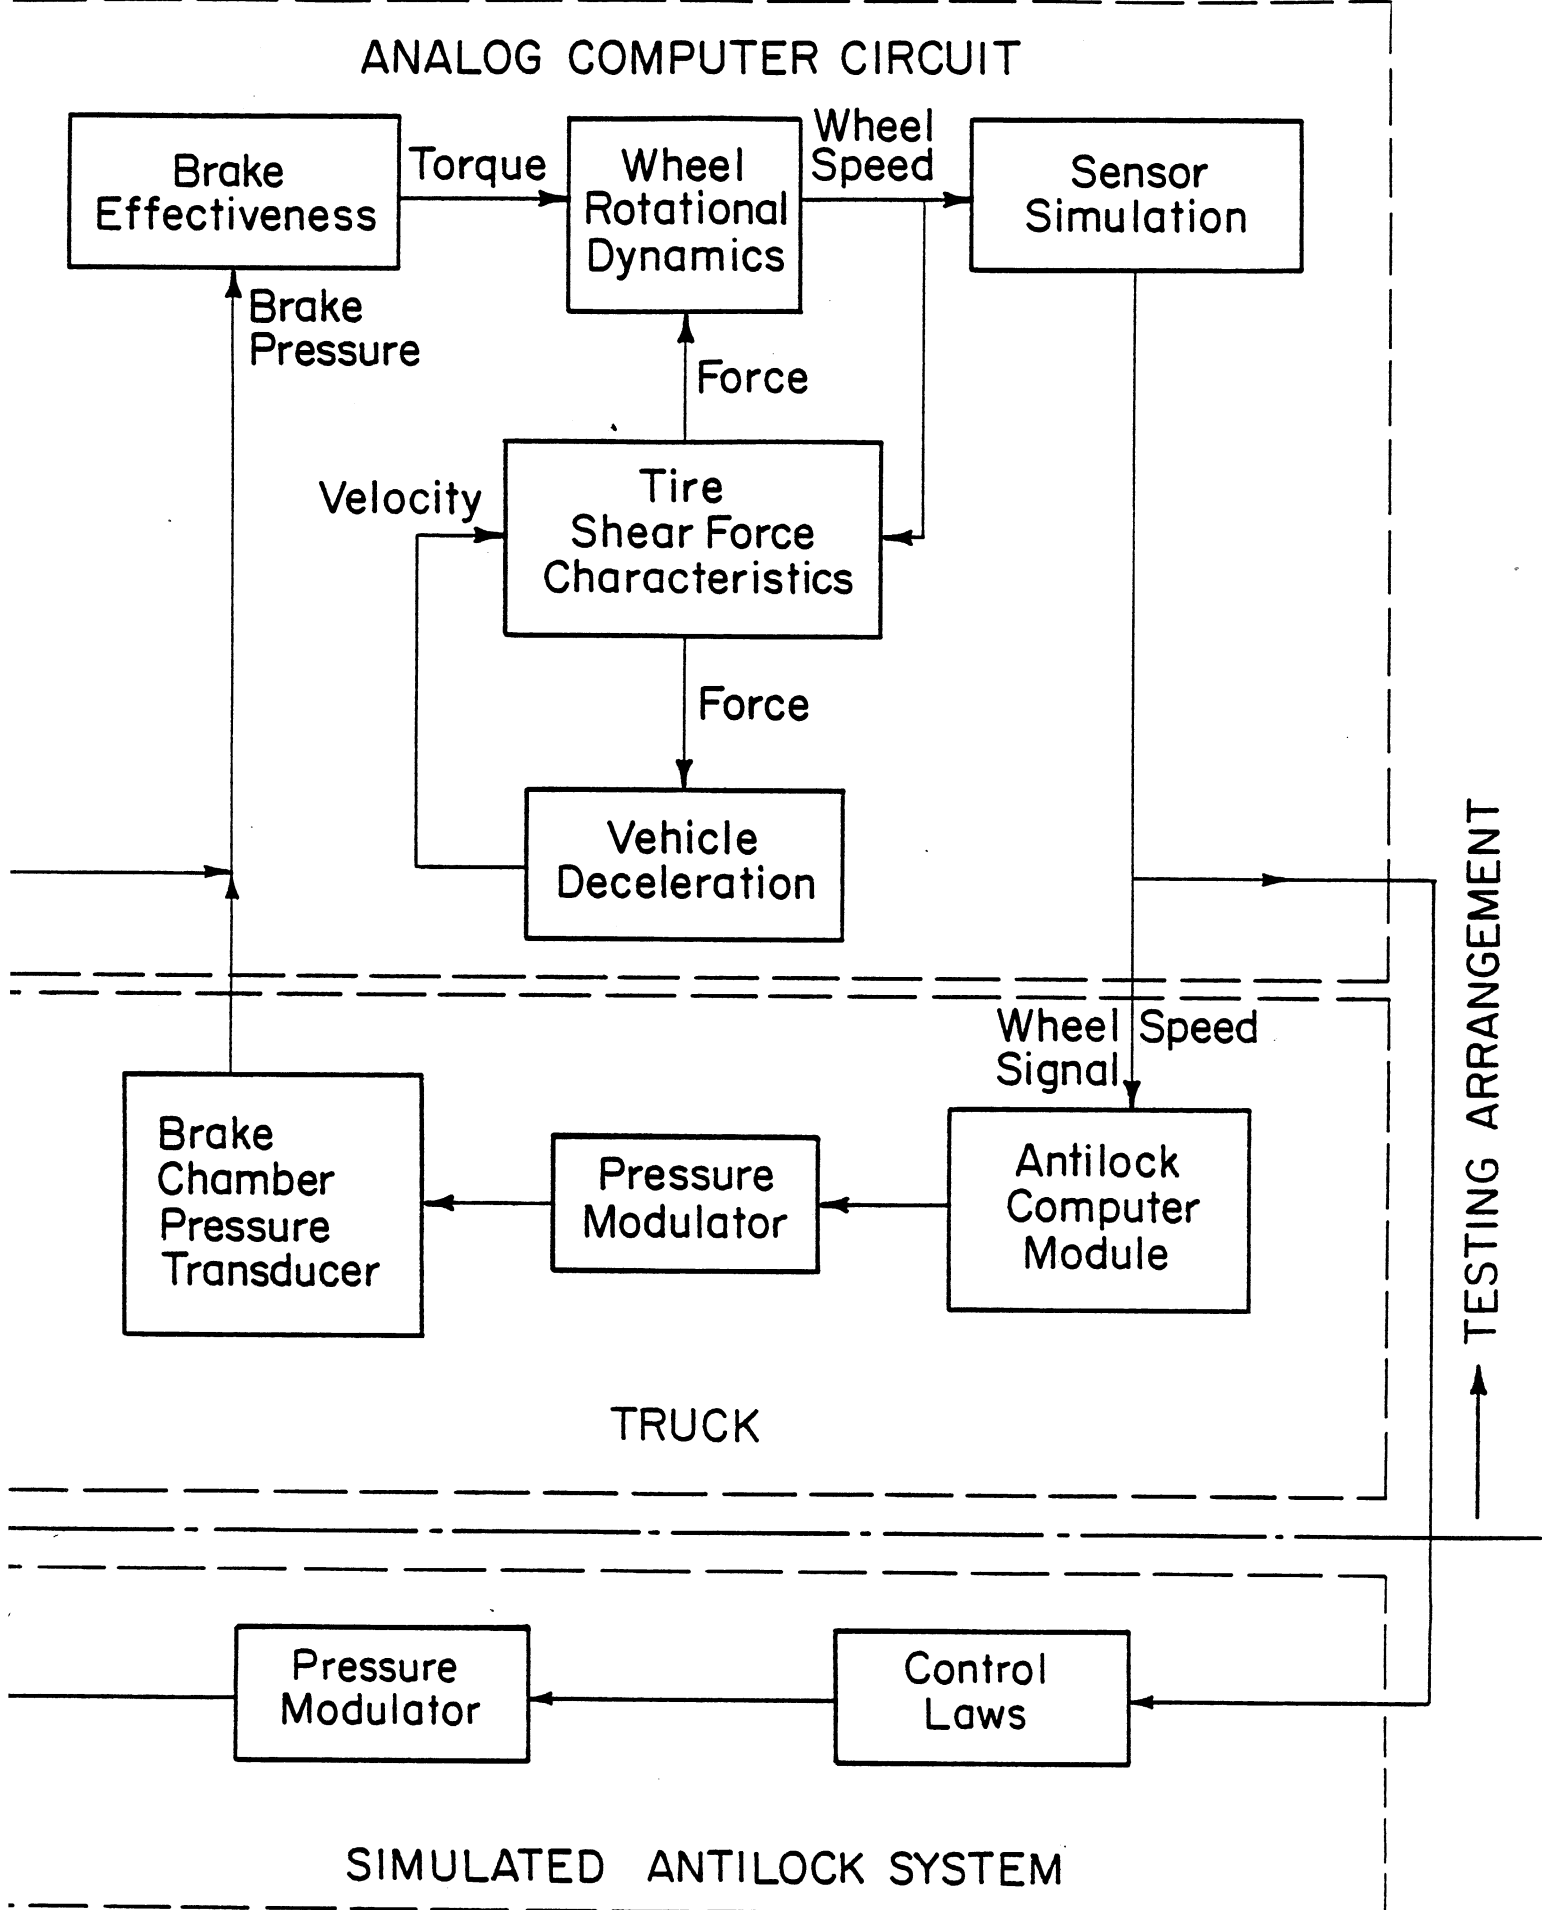 ANALOG COMPUTER CIRCUIT
Brake
Effectiveness
Torque
Wheel
Rotational
Dynamics
Wheel
Speed
Sensor
Simulation
Brake
Pressure
Force
Velocity
Tire
Shear Force
Characteristics
Force
Vehicle
Deceleration
TESTING ARRANGEMENT
Wheel Speed
Signal
Brake
Chamber
Pressure
Transducer
Pressure
Modulator
Antilock
Computer
Module
TRUCK
Pressure
Modulator
Control
Laws
SIMULATED ANTILOCK SYSTEM